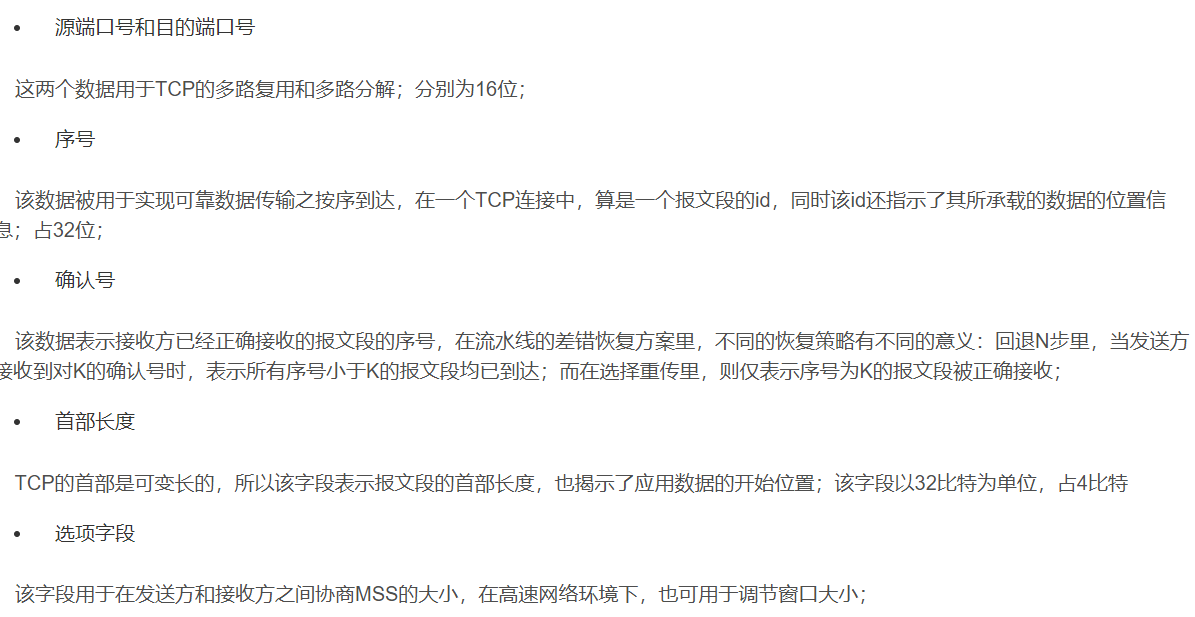 • 源端口号和目的端口号
这两个数据用于TCP的多路复用和多路分解；分别为16位；
• 序号
该数据被用于实现可靠数据传输之按序到达，在一个TCP连接中，算是一个报文段的id，同时该id还指示了其所承载的数据的位置信
息；占32位；
• 确认号
该数据表示接收方已经正确接收的报文段的序号，在流水线的差错恢复方案里，不同的恢复策略有不同的意义：回退N步里，当发送方
接收到对K的确认号时，表示所有序号小于K的报文段均已到达；而在选择重传里，则仅表示序号为K的报文段被正确接收；
• 首部长度
TCP的首部是可变长的，所以该字段表示报文段的首部长度，也揭示了应用数据的开始位置；该字段以32比特为单位，占4比特
• 选项字段
该字段用于在发送方和接收方之间协商MSS的大小，在高速网络环境下，也可用于调节窗口大小；